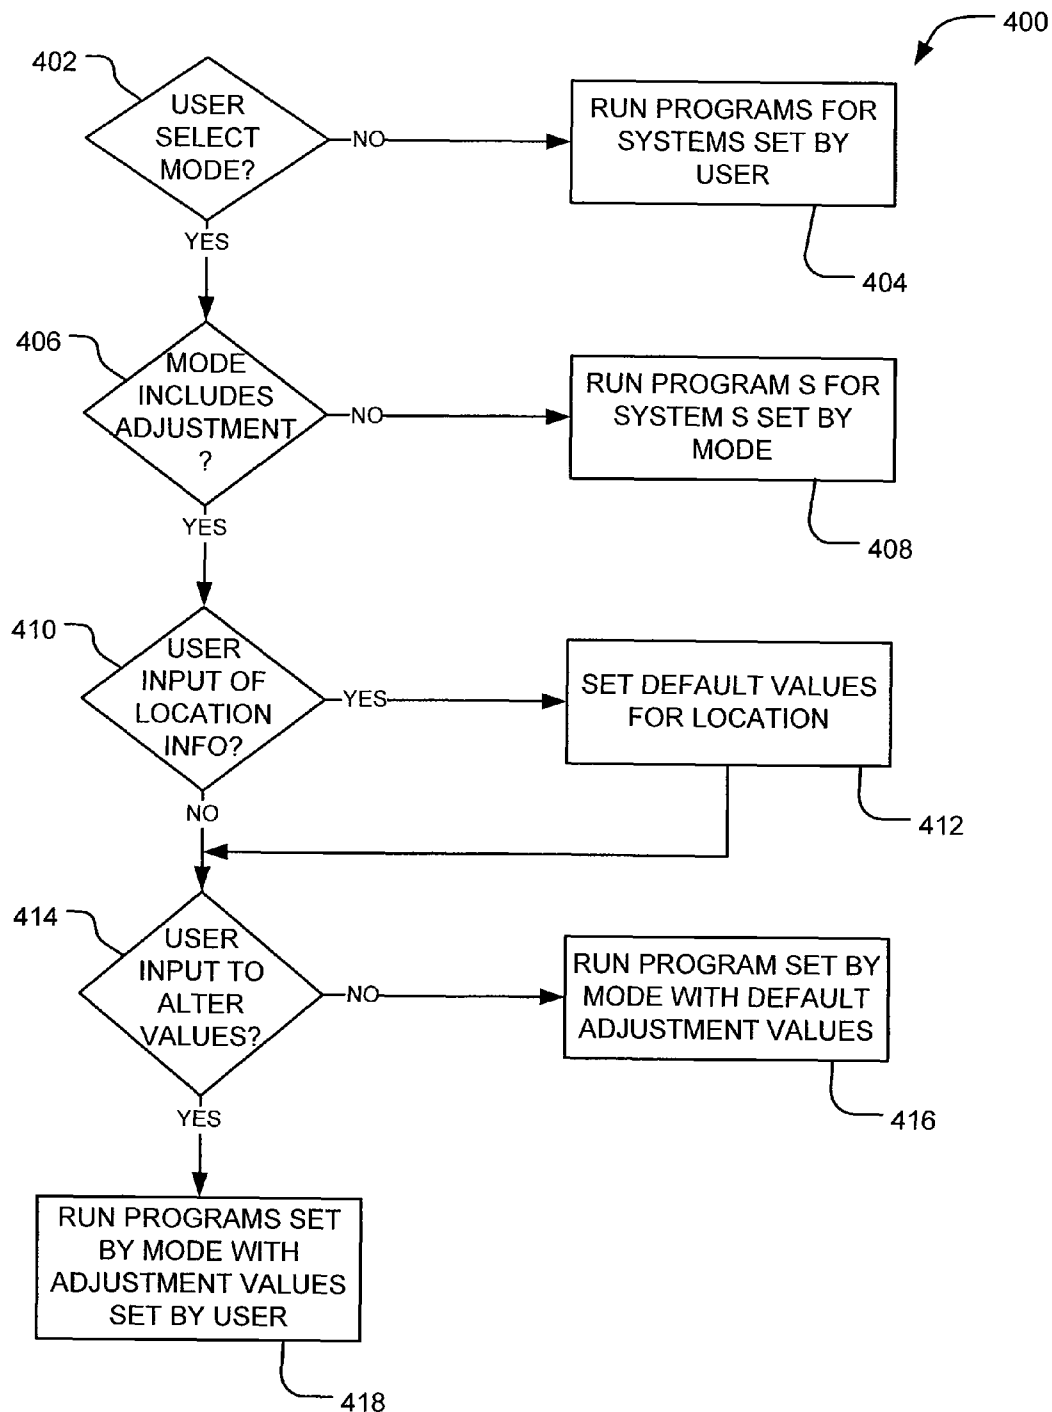 400
402
USER
SELECT
MODE?
NO
RUN PROGRAMS FOR
SYSTEMS SET BY
USER
404
YES
406
MODE
INCLUDES
ADJUSTMENT
?
NO
RUN PROGRAM S FOR
SYSTEM S SET BY
MODE
408
YES
410
USER
INPUT OF
LOCATION
INFO?
YES
SET DEFAULT VALUES
FOR LOCATION
412
NO
414
USER
INPUT TO
ALTER
VALUES?
NO
RUN PROGRAM SET BY
MODE WITH DEFAULT
ADJUSTMENT VALUES
416
YES
RUN PROGRAMS SET
BY MODE WITH
ADJUSTMENT VALUES
SET BY USER
418